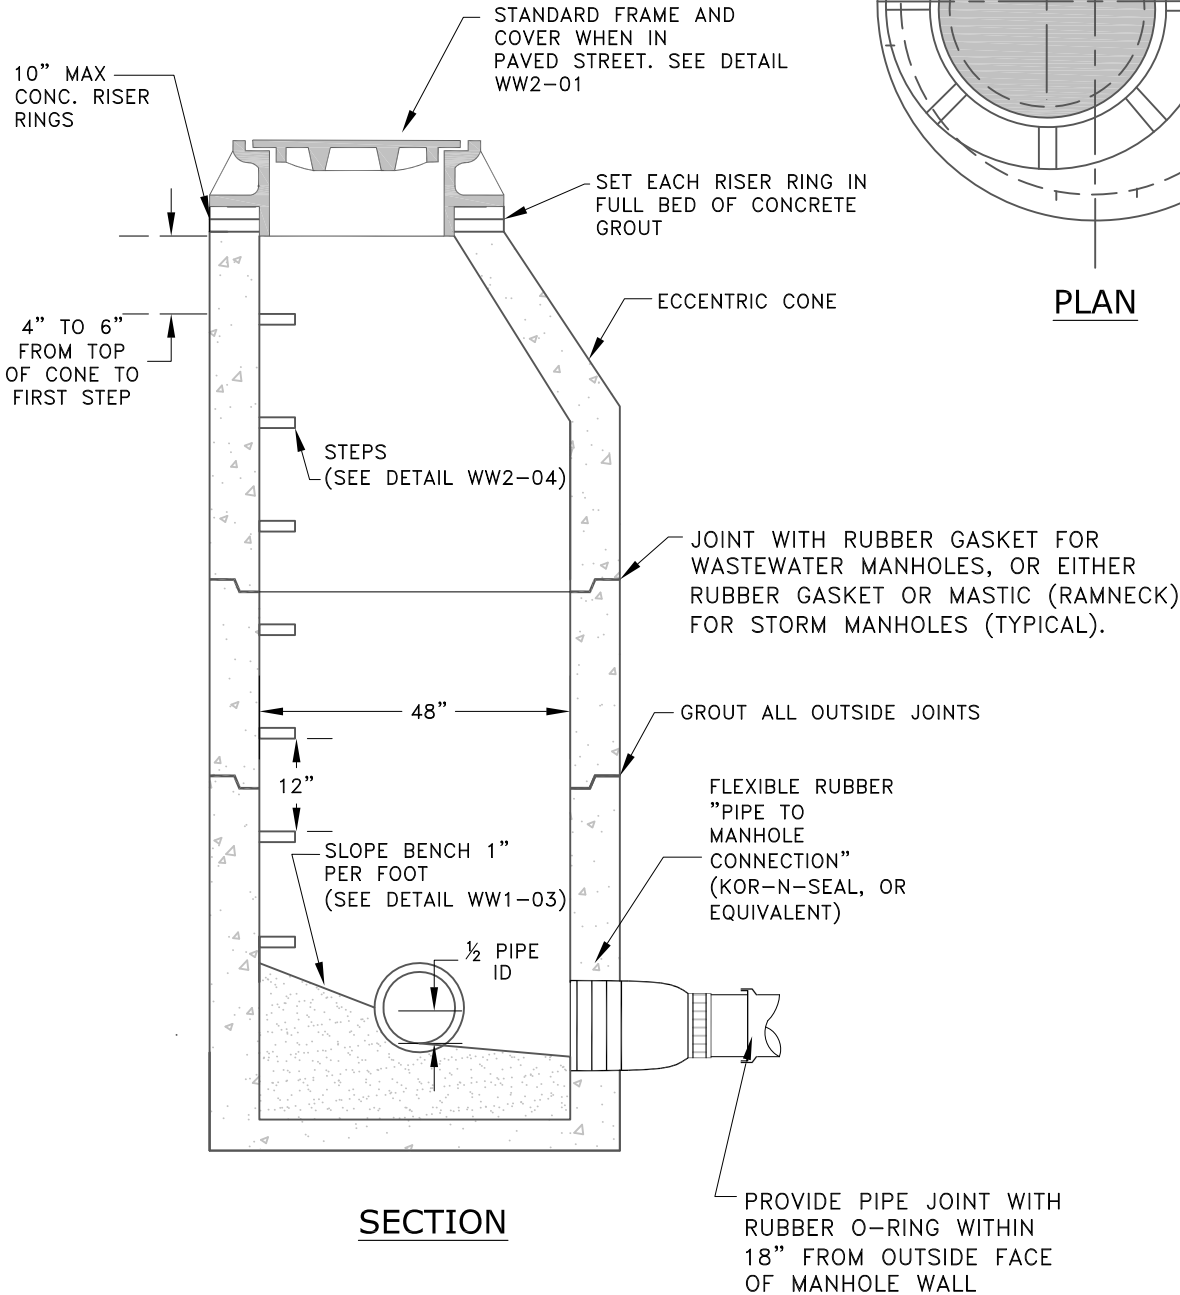 STANDARD FRAME AND
COVER WHEN IN
PAVED STREET. SEE DETAIL
WW2-01
10" MAX
CONC. RISER
RINGS
SET EACH RISER RING IN
FULL BED OF CONCRETE
GROUT
PLAN
ECCENTRIC CONE
4" TO 6"
FROM TOP
OF CONE TO
FIRST STEP
STEPS
(SEE DETAIL WW2-04)
JOINT WITH RUBBER GASKET FOR
WASTEWATER MANHOLES, OR EITHER
RUBBER GASKET OR MASTIC (RAMNECK)
FOR STORM MANHOLES (TYPICAL).
48"
GROUT ALL OUTSIDE JOINTS
12"
FLEXIBLE RUBBER
"PIPE TO
MANHOLE
CONNECTION"
(KOR-N-SEAL, OR
EQUIVALENT)
SLOPE BENCH 1"
PER FOOT
(SEE DETAIL WW1-03)
½ PIPE
ID
PROVIDE PIPE JOINT WITH
RUBBER O-RING WITHIN
18" FROM OUTSIDE FACE
OF MANHOLE WALL
SECTION